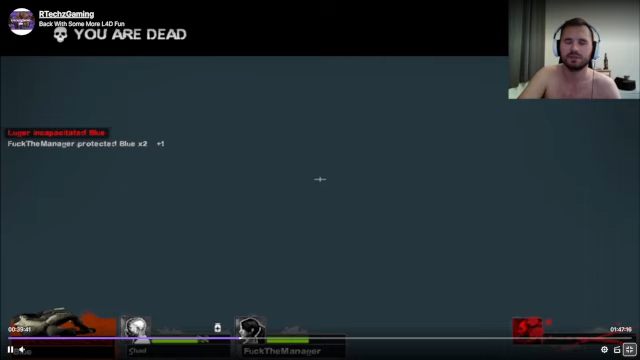 RTechzGaming
Back With Some More L4D Fun
YOU ARE DEAD
Luger incapacitated Blue
FuckTheManager protected Blue x2 +1
00:39:41
01:47:16
FuckTheManager